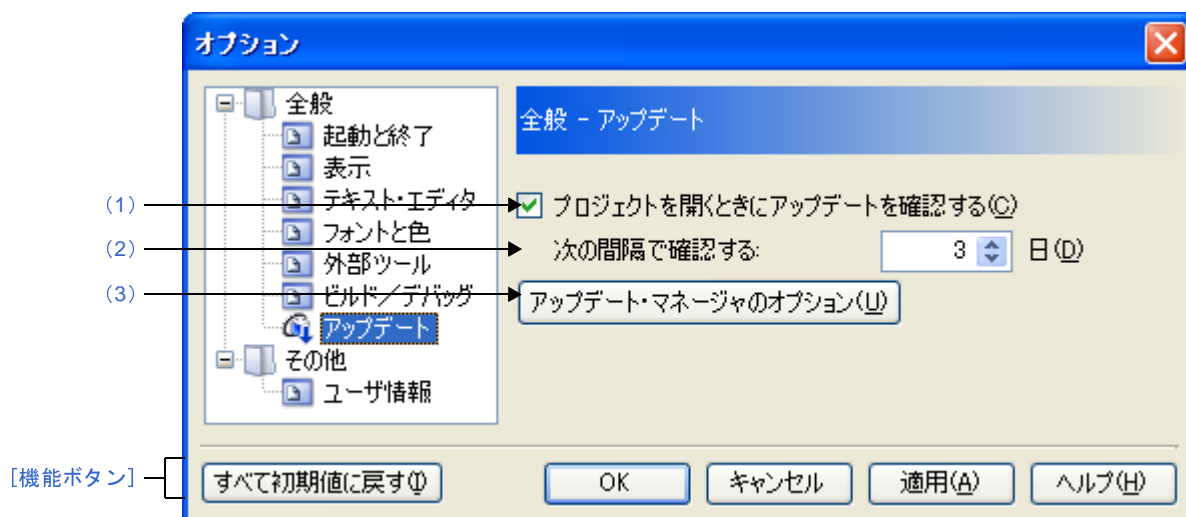 オプション
全般
起動と終了
表示
テキスト・エディタ
フォントと色
外部ツール
ビルド／デバッグ
アップデート
その他
ユーザ情報
全般 - アップデート
(1)
プロジェクトを開くときにアップデートを確認する(C)
(2)
次の間隔で確認する: 3 日(D)
(3)
アップデート・マネージャのオプション(U)
[機能ボタン]
すべて初期値に戻す(I) OK キャンセル 適用(A) ヘルプ(H)